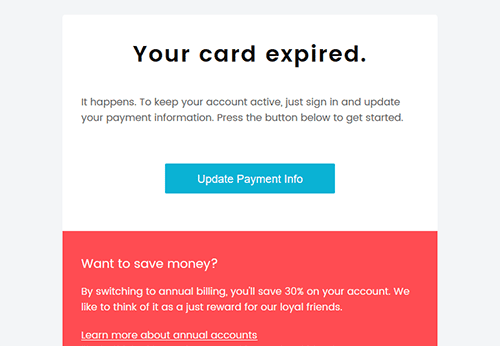 Your card expired.
It happens. To keep your account active, just sign in and update
your payment information. Press the button below to get started.
Update Payment Info
Want to save money?
By switching to annual billing, you'll save 30% on your account. We
like to think of it as a just reward for our loyal friends.
Learn more about annual accounts